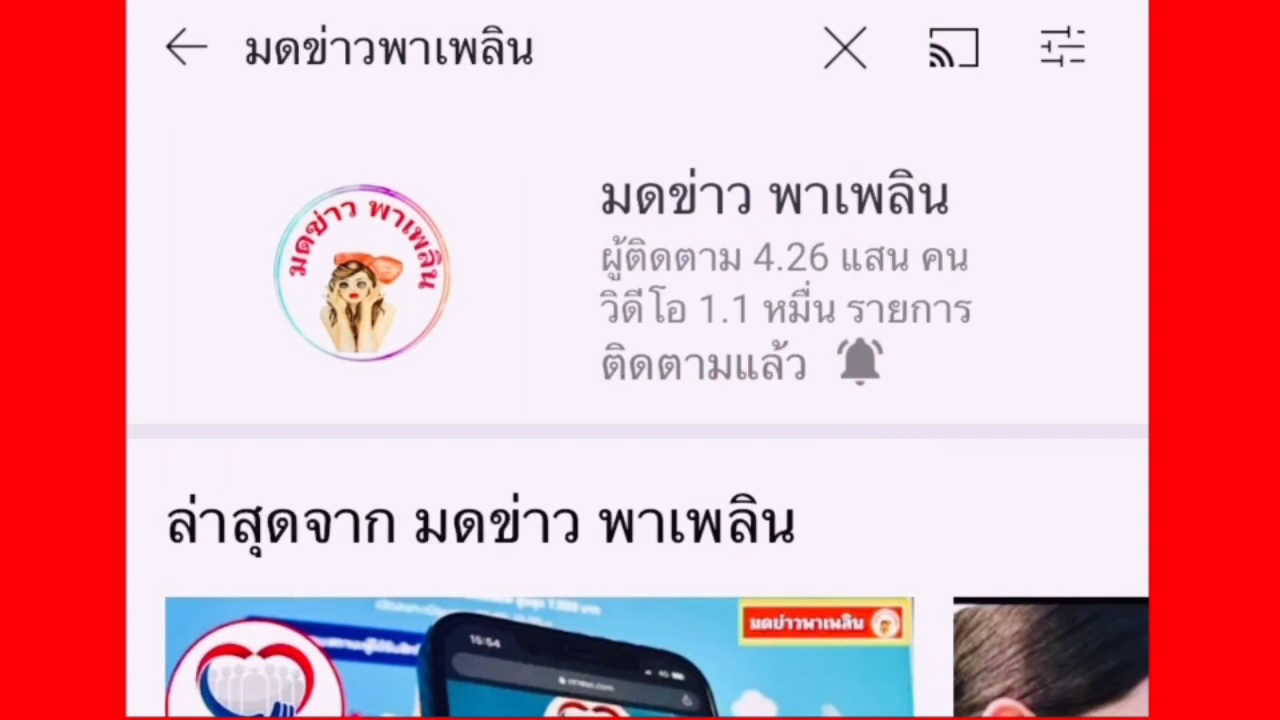 มดข่าวพาเพลิน
มดข่าว พาเพลิน
มดข่าว พาเพลิน
ผู้ติดตาม 4.26 แสน คน
วิดีโอ 1.1 หมื่น รายการ
ติดตามแล้ว
ล่าสุดจาก มดข่าว พาเพลิน
มดข่าวพาเพลิน
15:54
4G